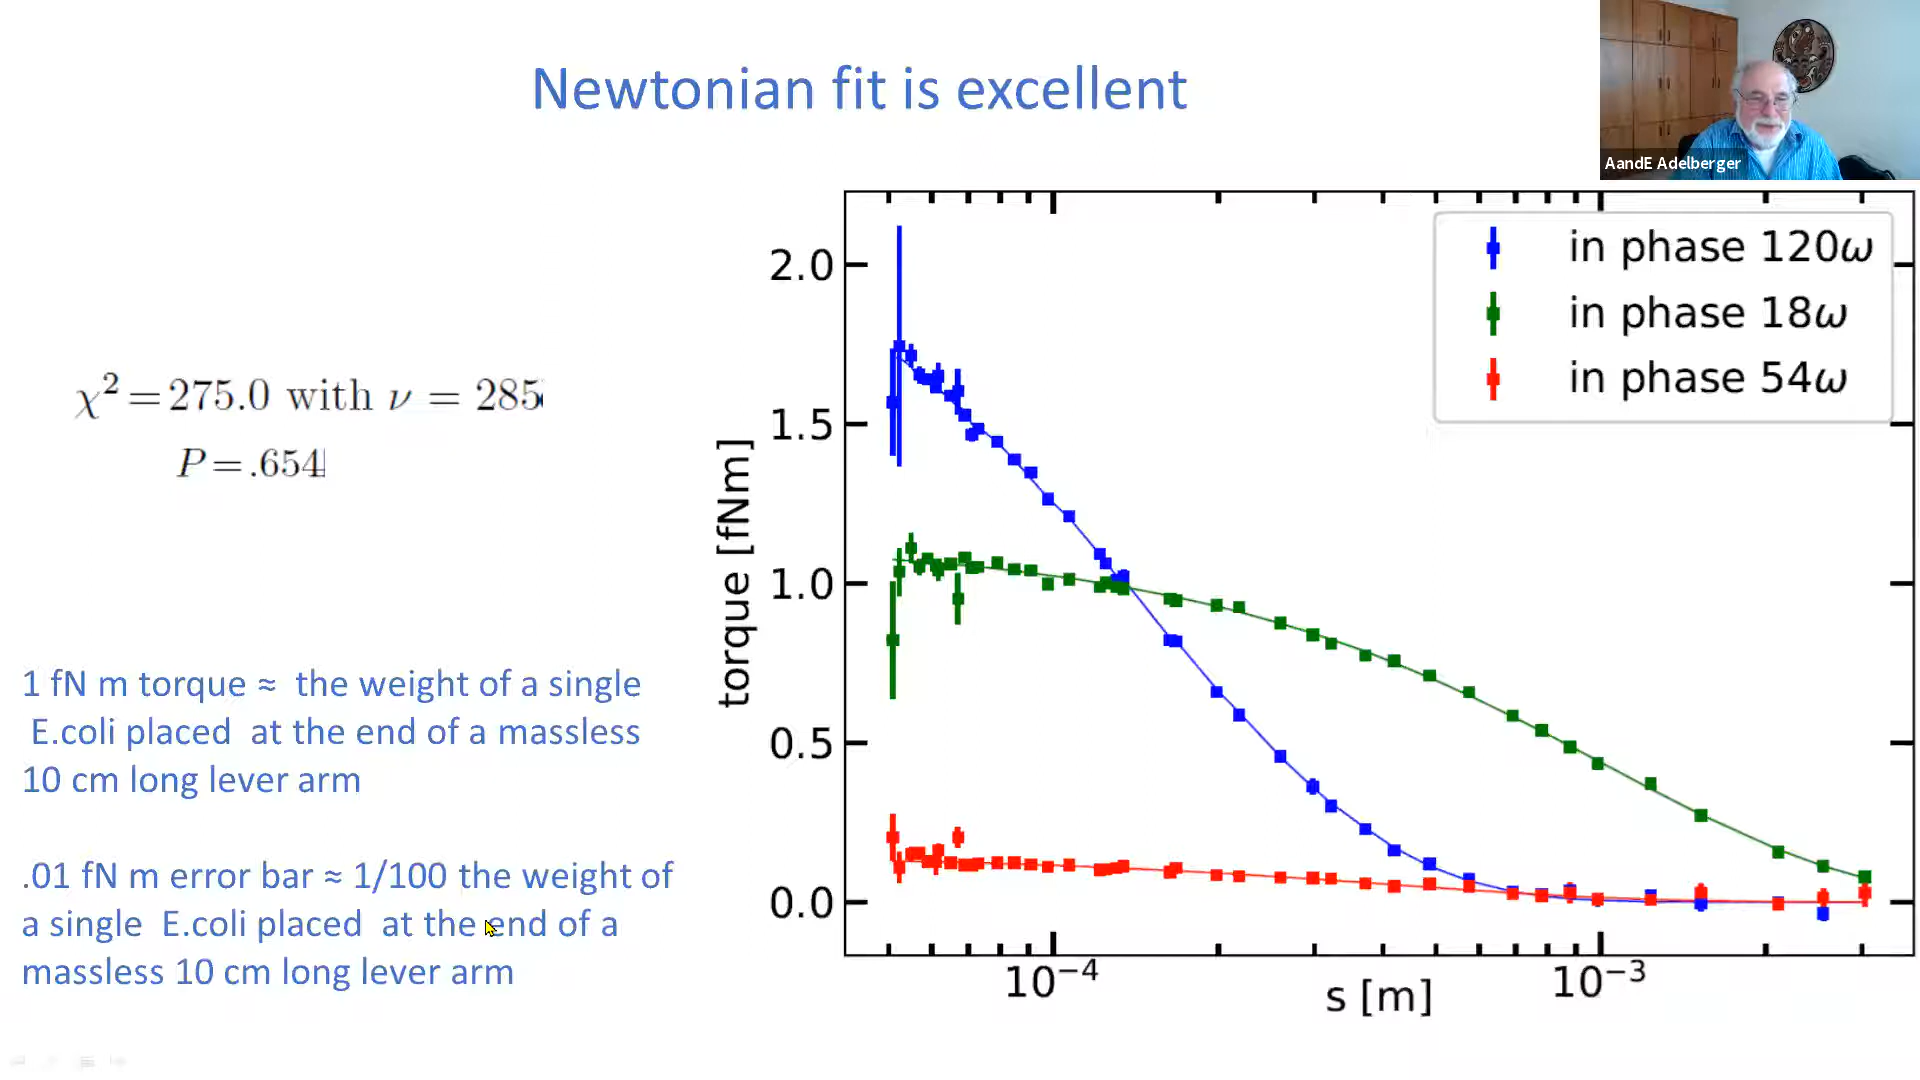 Newtonian fit is excellent
AandE Adelberger
χ² = 275.0 with ν = 285
P = .654
1 fN m torque ≈ the weight of a single
E.coli placed at the end of a massless
10 cm long lever arm
.01 fN m error bar ≈ 1/100 the weight of
a single E.coli placed at the end of a
massless 10 cm long lever arm
in phase 120ω
in phase 18ω
in phase 54ω
torque [fNm]
2.0
1.5
1.0
0.5
0.0
10⁻⁴
10⁻³
s [m]